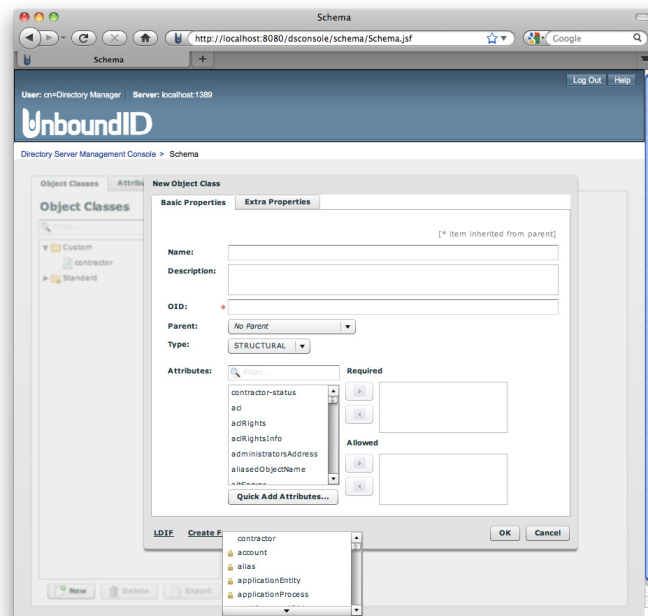 Schema
http://localhost:8080/dsconsole/schema/Schema.jsf
Google
Schema
Log Out Help
User: cn=Directory Manager Server: localhost:1389
UnboundID
Directory Server Management Console > Schema
Object Classes
New Object Class
Object Classes
Basic Properties Extra Properties
Filter...
[* Item inherited from parent]
Custom
contractor
Standard
Name:
Description:
OID: *
Parent: No Parent
Type: STRUCTURAL
Attributes: Filter... Required
contractor-status
aci
aclRights
aclRightsInfo
administratorsAddress
aliasedObjectName
Allowed
Quick Add Attributes...
LDIF Create F
OK Cancel
contractor
account
alias
applicationEntity
applicationProcess
New Delete Export